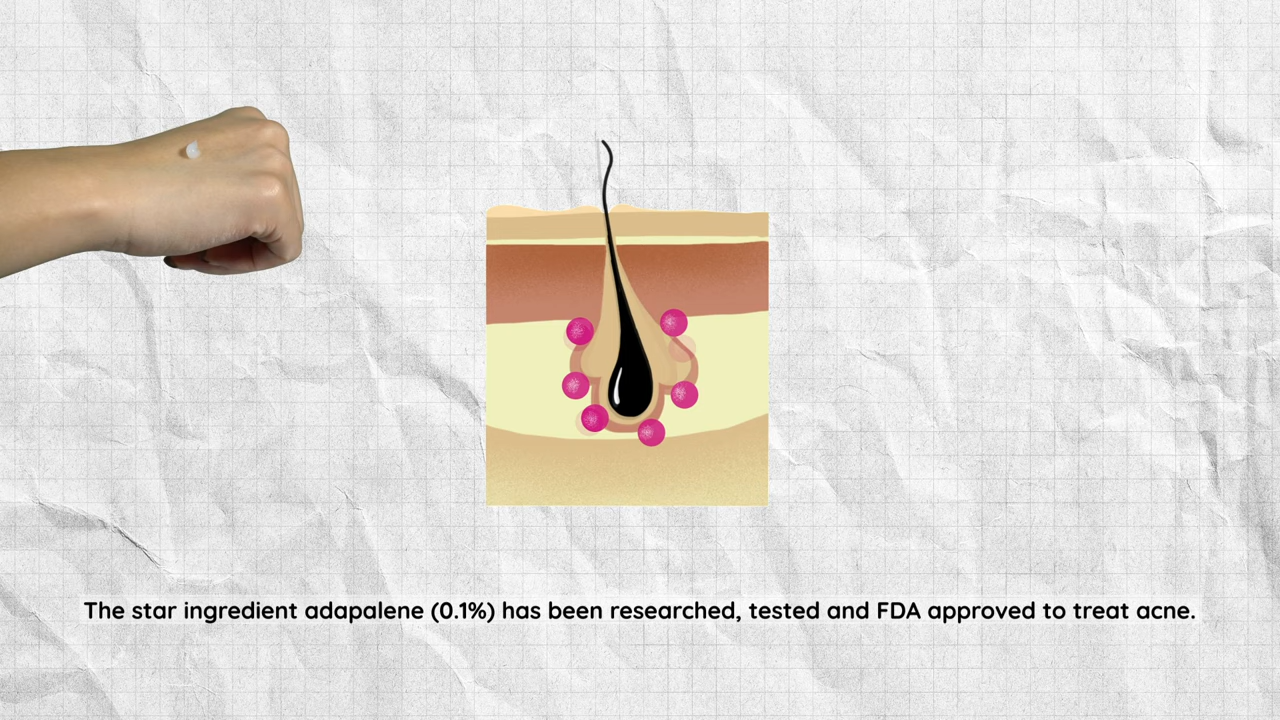 The star ingredient adapalene (0.1%) has been researched, tested and FDA approved to treat acne.